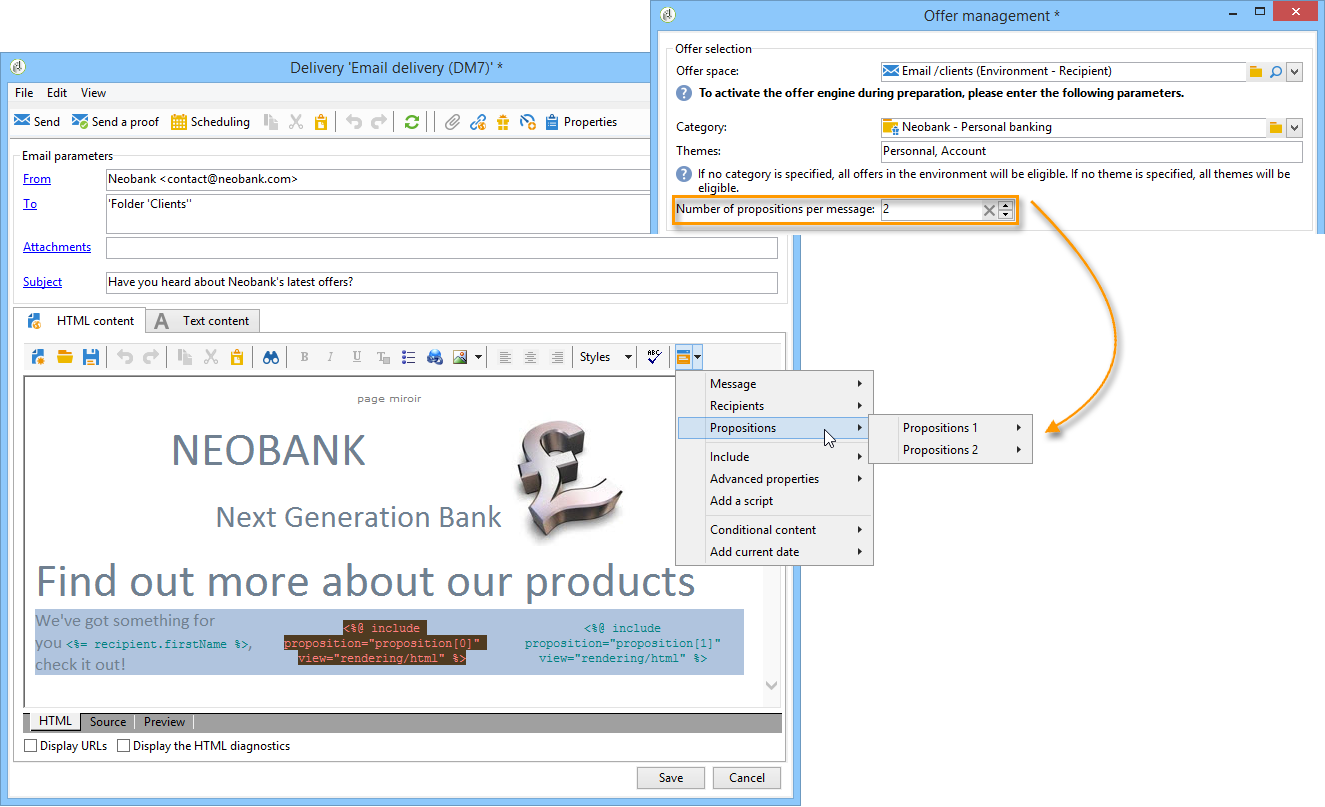 Offer management *
Offer selection
Offer space:
Email /clients (Environment - Recipient)
To activate the offer engine during preparation, please enter the following parameters.
Category:
Neobank - Personal banking
Themes:
Personnal, Account
If no category is specified, all offers in the environment will be eligible. If no theme is specified, all themes will be
eligible.
Number of propositions per message: 2
Delivery 'Email delivery (DM7)' *
File Edit View
Send Send a proof Scheduling Properties
Email parameters
From Neobank <contact@neobank.com>
To 'Folder 'Clients''
Attachments
Subject Have you heard about Neobank's latest offers?
HTML content A Text content
B I U Styles ABC
page miroir
NEOBANK
Next Generation Bank
Find out more about our products
We've got something for
you <%= recipient.firstName %>,
check it out!
<%@ include
proposition="proposition[0]"
view="rendering/html" %>
<%@ include
proposition="proposition[1]"
view="rendering/html" %>
Message
Recipients
Propositions
Include
Advanced properties
Add a script
Conditional content
Add current date
Propositions 1
Propositions 2
HTML Source Preview
Display URLs Display the HTML diagnostics
Save Cancel